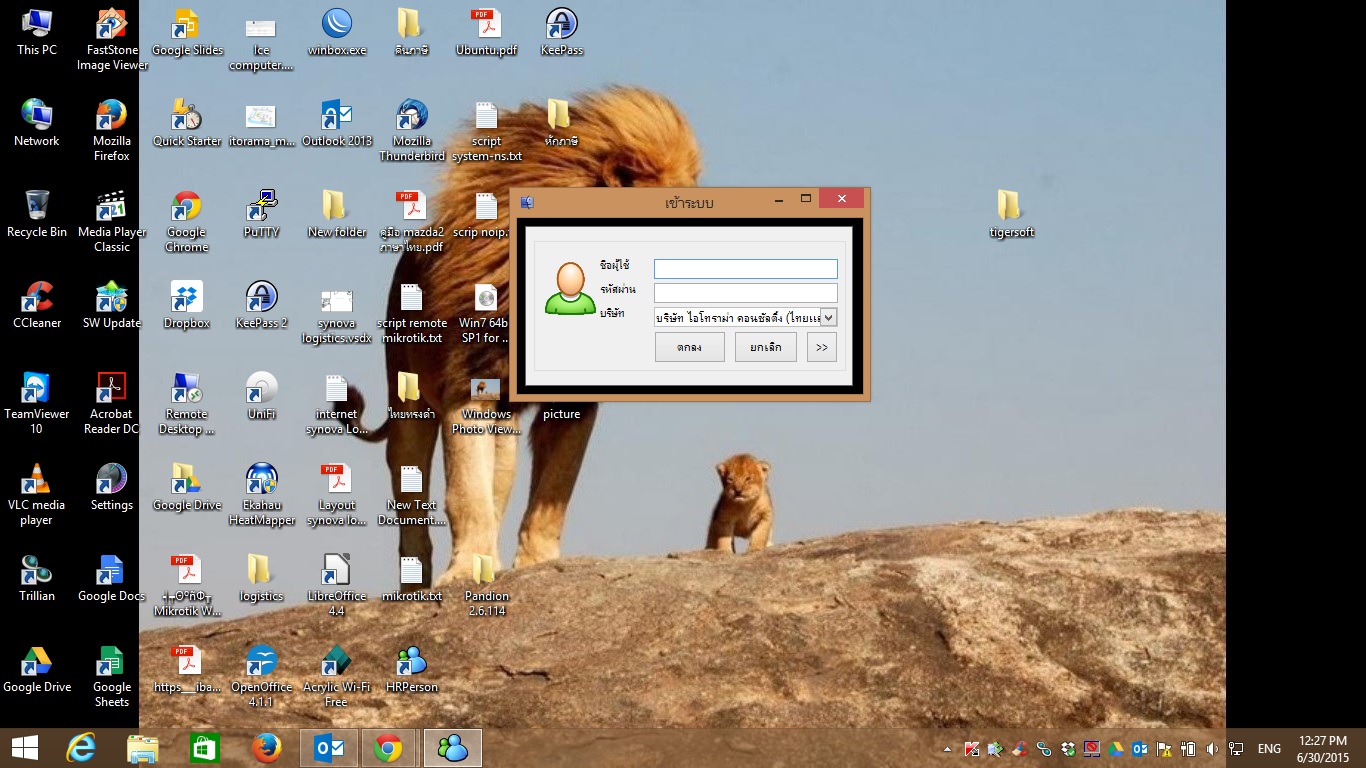 This PC
FastStone
Image Viewer
Google Slides
Ice
computer....
winbox.exe
คืนภาษี
Ubuntu.pdf
KeePass
Network
Mozilla
Firefox
Quick Starter
itorama_m...
Outlook 2013
Mozilla
Thunderbird
script
system-ns.txt
หักภาษี
Recycle Bin
Media Player
Classic
Google
Chrome
PuTTY
New folder
คู่มือ mazda2
ภาษาไทย.pdf
scrip noip.
tigersoft
CCleaner
SW Update
Dropbox
KeePass 2
synova
logistics.vsdx
script remote
mikrotik.txt
Win7 64b
SP1 for ..
TeamViewer
10
Acrobat
Reader DC
Remote
Desktop ...
UniFi
internet
synova Lo...
ไทยทรงดำ
Windows
Photo View...
picture
VLC media
player
Settings
Google Drive
Ekahau
HeatMapper
Layout
synova lo...
New Text
Document....
Trillian
Google Docs
Mikrotik W...
logistics
LibreOffice
4.4
mikrotik.txt
Pandion
2.6.114
Google Drive
Google
Sheets
https__iba...
OpenOffice
4.1.1
Acrylic Wi-Fi
Free
HRPerson
เข้าระบบ
ชื่อผู้ใช้
รหัสผ่าน
บริษัท
บริษัท ไอโทราม่า คอนซัลติ้ง (ไทยแล
ตกลง
ยกเลิก
>>
ENG
12:27 PM
6/30/2015